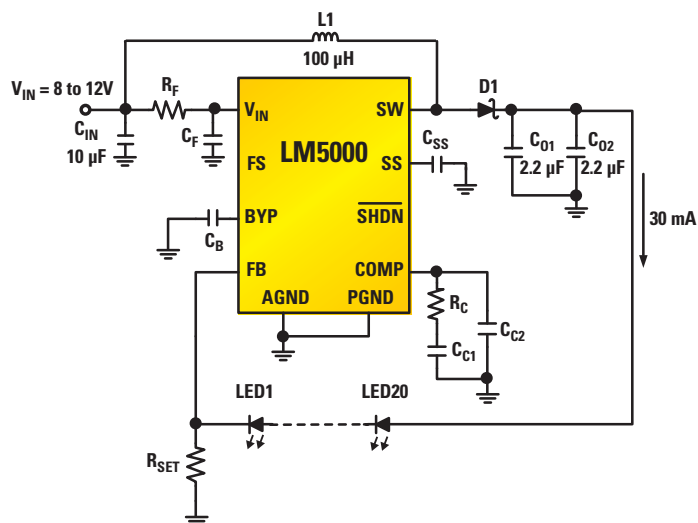 L1
100 µH
VIN = 8 to 12V
RF
D1
VIN
SW
CIN
10 µF
CF
LM5000
CSS
CO1
2.2 µF
CO2
2.2 µF
FS
SS
BYP
SHDN
CB
30 mA
FB
COMP
AGND
PGND
RC
CC1
CC2
LED1
LED20
RSET